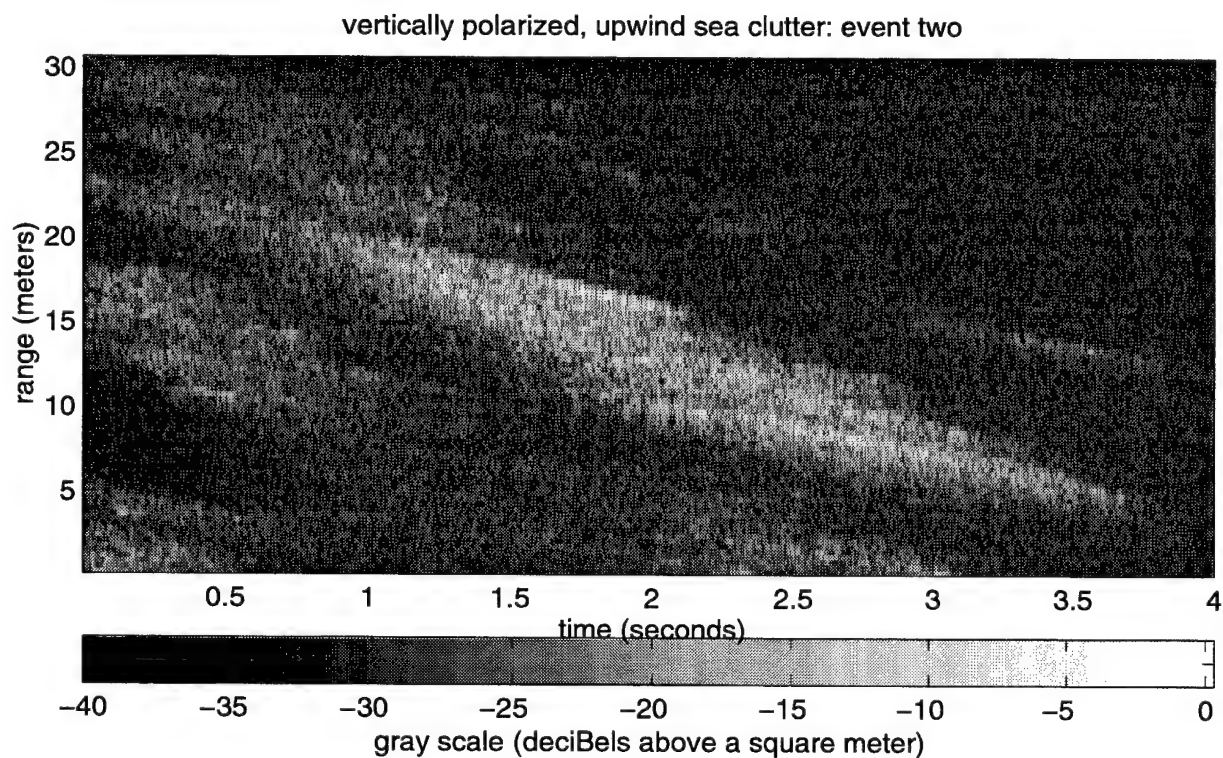 vertically polarized, upwind sea clutter: event two
30
25
20
15
10
5
range (meters)
0.5 1 1.5 2 2.5 3 3.5 4
time (seconds)
−40 −35 −30 −25 −20 −15 −10 −5 0
gray scale (deciBels above a square meter)